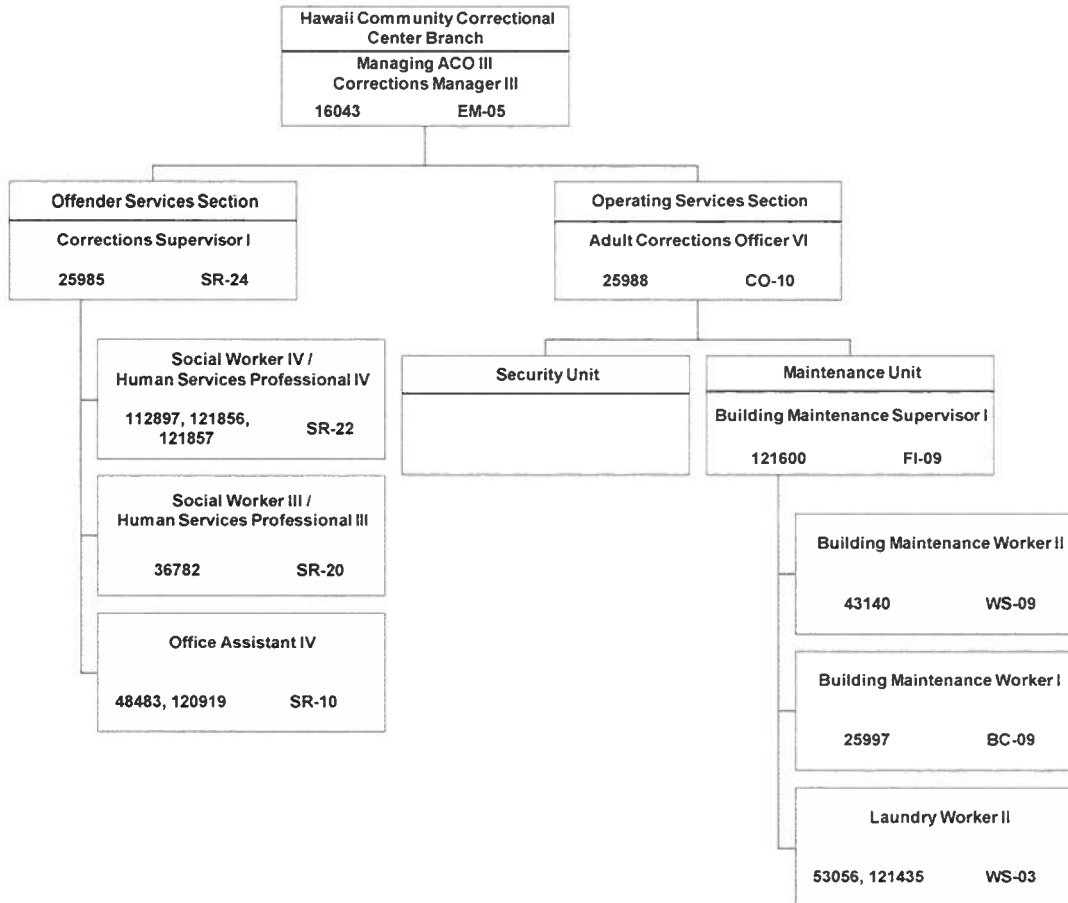 Hawaii Community Correctional
Center Branch
Managing ACO III
Corrections Manager III
16043 EM-05
Offender Services Section
Corrections Supervisor I
25985 SR-24
Operating Services Section
Adult Corrections Officer VI
25988 CO-10
Social Worker IV /
Human Services Professional IV
112897, 121856,
121857 SR-22
Social Worker III /
Human Services Professional III
36782 SR-20
Office Assistant IV
48483, 120919 SR-10
Security Unit
Maintenance Unit
Building Maintenance Supervisor I
121600 FI-09
Building Maintenance Worker II
43140 WS-09
Building Maintenance Worker I
25997 BC-09
Laundry Worker II
53056, 121435 WS-03